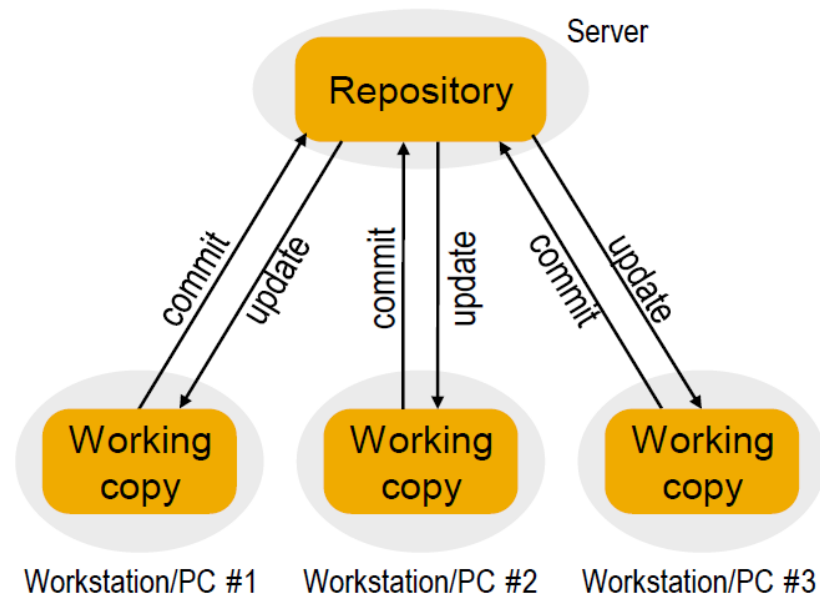 Server
Repository
commit
update
commit
update
commit
update
Working
copy
Working
copy
Working
copy
Workstation/PC #1
Workstation/PC #2
Workstation/PC #3